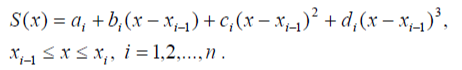 S(x) = a_i + b_i(x − x_{i−1}) + c_i(x − x_{i−1})² + d_i(x − x_{i−1})³,
x_{i−1} ≤ x ≤ x_i, i = 1,2,...,n .